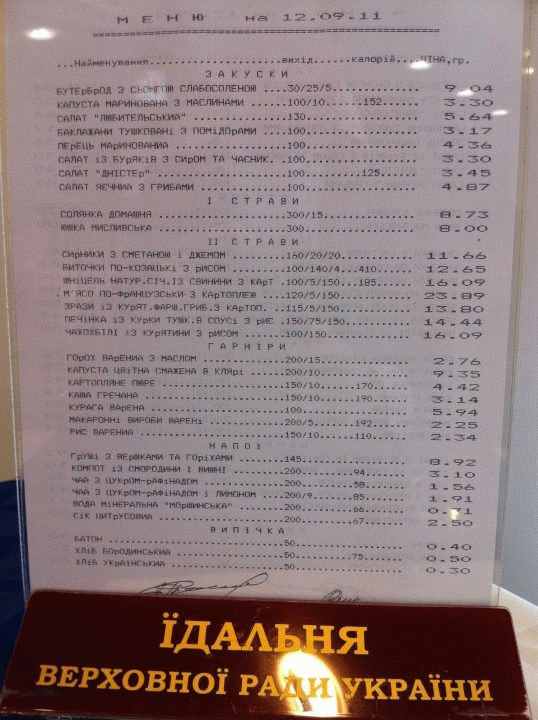 МЕНЮ на 12.09.11
================================================
...Найменування...................вихід.......калорій...ЦІНА,гр.
ЗАКУСКИ
БУТЕРБРОД З СЬОМГОЮ СЛАБОСОЛЕНОЮ ....30/25/5............ 9.04
КАПУСТА МАРИНОВАНА З МАСЛИНАМИ ......100/10......152.... 3.30
САЛАТ "ЛЮБИТЕЛЬСЬКИЙ" ...............130................ 5.64
БАКЛАЖАНИ ТУШКОВАНІ З ПОМІДОРАМИ ....100................ 3.17
ПЕРЕЦЬ МАРИНОВАНИЙ ..................100................ 4.36
САЛАТ ІЗ БУРЯКІВ З СИРОМ ТА ЧАСНИК. .100................ 3.30
САЛАТ "ДНІСТЕР" .....................100.........125.... 3.45
САЛАТ ЯЄЧНИЙ З ГРИБАМИ ..............100................ 4.87
І СТРАВИ
СОЛЯНКА ДОМАШНЯ .....................300/15............. 8.73
ЮШКА МИСЛИВСЬКА .....................300................ 8.00
ІІ СТРАВИ
СИРНИКИ З СМЕТАНОЮ і ДЖЕМОМ .........160/20/20.......... 11.66
БИТОЧКИ ПО-КОЗАЦЬКІ З РИСОМ .........100/140/4...410.... 12.65
ШНІЦЕЛЬ НАТУР.СІЧ.ІЗ СВИНИНИ З КАРТ .100/5/150...185.... 16.09
М'ЯСО ПО-ФРАНЦУЗЬКИ З КАРТОПЛЕЮ .....120/5/150.......... 23.89
ЗРАЗИ ІЗ КУРЯТ.ФАРШ.ГРИБ.З КАРТОП. ..115/5/150.......... 13.80
ПЕЧІНКА ІЗ КУРКИ ТУШК.В СОУСІ З РИС .150/75/150......... 14.44
ЧАХОХБІЛІ ІЗ КУРЯТИНИ З РИСОМ .......100/150............ 16.09
ГАРНІРИ
ГОРОХ ВАРЕНИЙ З МАСЛОМ ..............200/15............. 2.76
КАПУСТА ЦВІТНА СМАЖЕНА В КЛЯРІ ......200/10............. 9.35
КАРТОПЛЯНЕ ПЮРЕ .....................150/10......170.... 4.42
КАША ГРЕЧАНА ........................150/10......190.... 3.14
КУРАГА ВАРЕНА .......................100................ 5.94
МАКАРОННІ ВИРОБИ ВАРЕНІ .............200/5.......192.... 2.25
РИС ВАРЕНИЙ .........................150/10......110.... 2.34
НАПОЇ
ГРУШІ З ВЕРШКАМИ ТА ГОРІХАМИ ........145................ 8.92
КОМПОТ ІЗ СМОРОДИНИ І ВИШНІ .........200.........94..... 3.10
ЧАЙ З ЦУКРОМ-РАФІНАДОМ ..............200.........58..... 1.56
ЧАЙ З ЦУКРОМ-РАФІНАДОМ і ЛИМОНОМ ....200/9.......85..... 1.91
ВОДА МІНЕРАЛЬНА "МОРШИНСЬКА" ........200.........66..... 0.71
СІК ЦИТРУСОВИЙ ......................200.........67..... 2.50
ВИПІЧКА
БАТОН ...............................50................. 0.40
ХЛІБ БОРОДИНСЬКИЙ ...................50..........75..... 0.50
ХЛІБ УКРАЇНСЬКИЙ ....................50................. 0.30
ЇДАЛЬНЯ
ВЕРХОВНОЇ РАДИ УКРАЇНИ